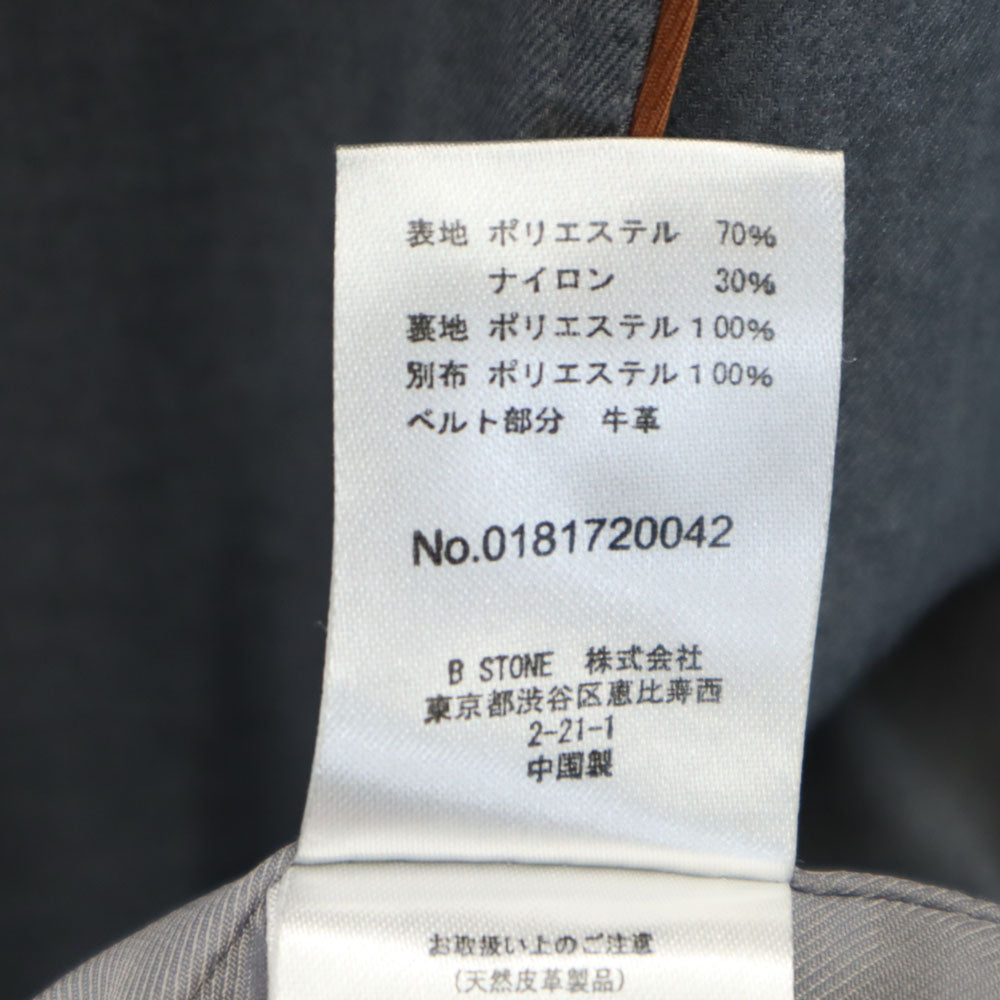 表地 ポリエステル 70%
ナイロン 30%
裏地 ポリエステル 100%
別布 ポリエステル 100%
ベルト部分 牛革
No.0181720042
B STONE 株式会社
東京都渋谷区恵比寿西
2-21-1
中国製
お取扱い上のご注意
(天然皮革製品)